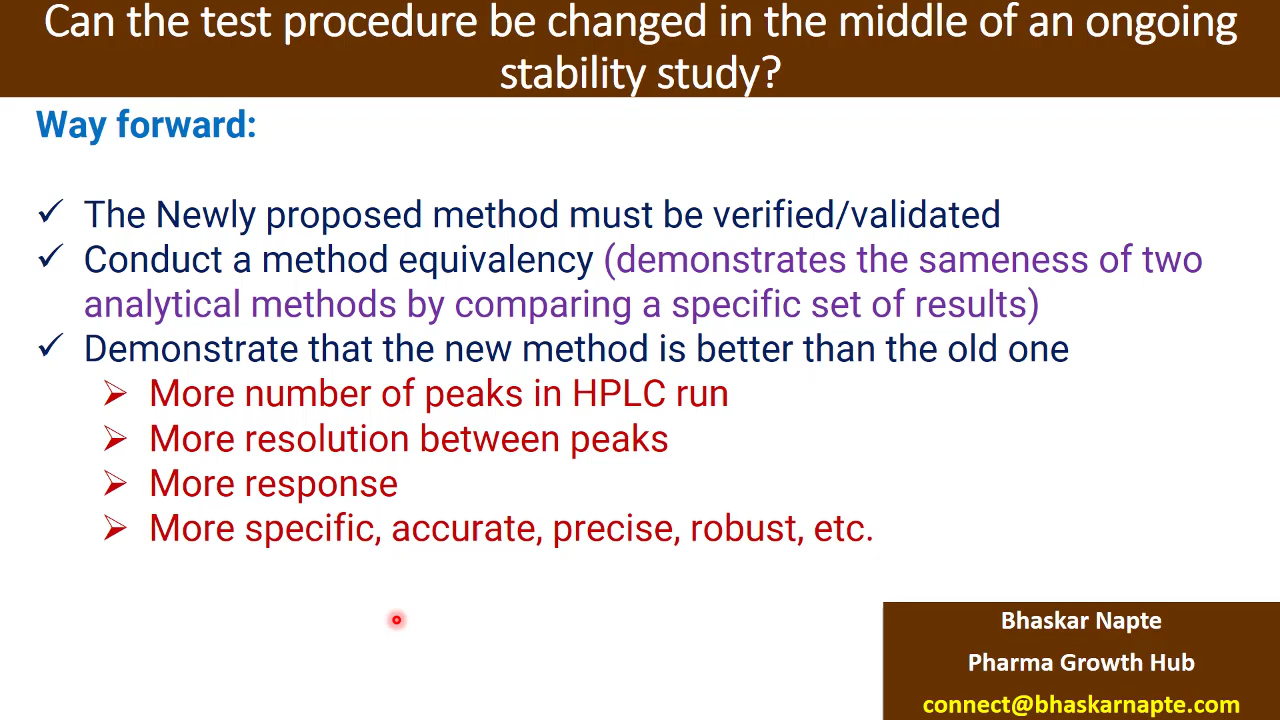 Can the test procedure be changed in the middle of an ongoing
stability study?
Way forward:
✓ The Newly proposed method must be verified/validated
✓ Conduct a method equivalency (demonstrates the sameness of two
analytical methods by comparing a specific set of results)
✓ Demonstrate that the new method is better than the old one
➢ More number of peaks in HPLC run
➢ More resolution between peaks
➢ More response
➢ More specific, accurate, precise, robust, etc.
Bhaskar Napte
Pharma Growth Hub
connect@bhaskarnapte.com